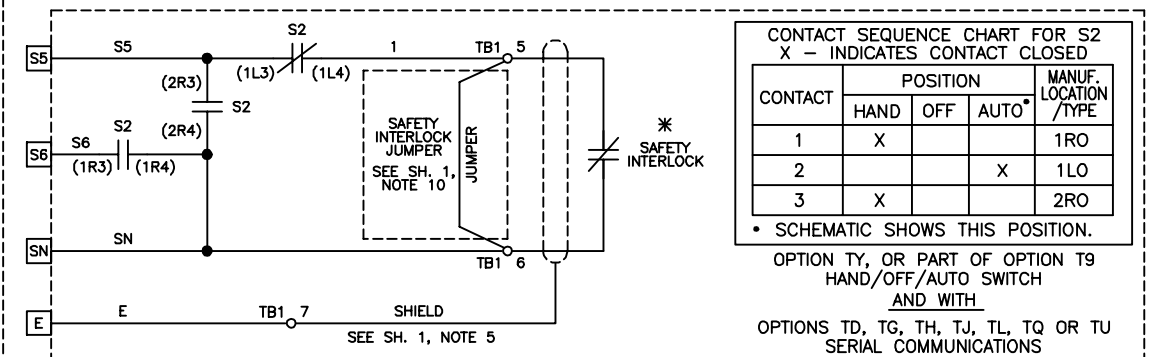 S5
S5
S2
(1L3)
(1L4)
1
TB1 5
(2R3)
S2
(2R4)
S6
S6
S2
(1R3)
(1R4)
SAFETY
INTERLOCK
JUMPER
SEE SH. 1,
NOTE 10
JUMPER
*
SAFETY
INTERLOCK
SN
SN
TB1 6
E
E
TB1 7
SHIELD
SEE SH. 1, NOTE 5
CONTACT SEQUENCE CHART FOR S2
X – INDICATES CONTACT CLOSED
CONTACT
POSITION
MANUF.
LOCATION
/TYPE
HAND OFF AUTO•
1 X 1RO
2 X 1LO
3 X 2RO
• SCHEMATIC SHOWS THIS POSITION.
OPTION TY, OR PART OF OPTION T9
HAND/OFF/AUTO SWITCH
AND WITH
OPTIONS TD, TG, TH, TJ, TL, TQ OR TU
SERIAL COMMUNICATIONS